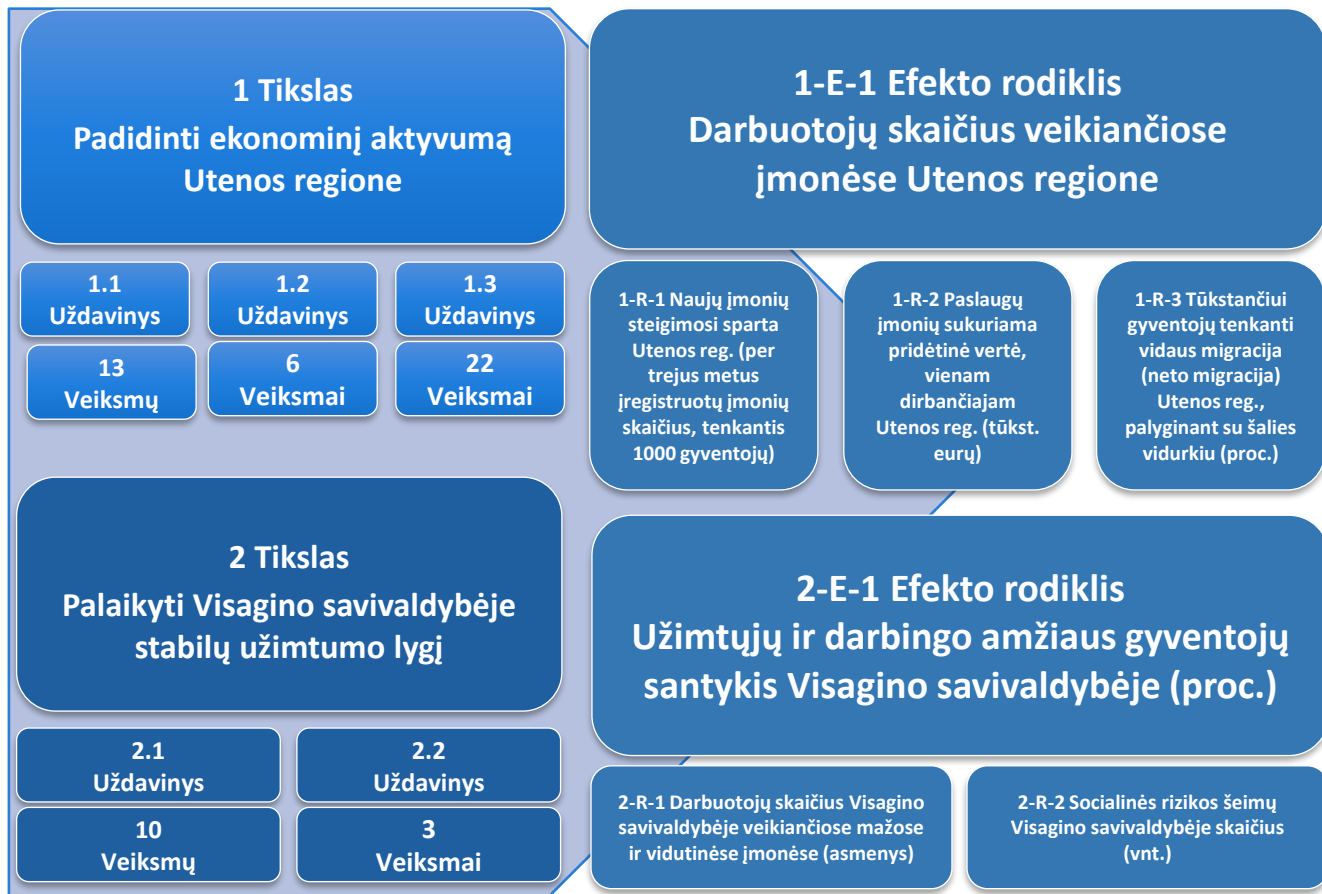 1 Tikslas
Padidinti ekonominį aktyvumą
Utenos regione
1-E-1 Efekto rodiklis
Darbuotojų skaičius veikiančiose
įmonėse Utenos regione
1.1
Uždavinys
1.2
Uždavinys
1.3
Uždavinys
13
Veiksmų
6
Veiksmai
22
Veiksmai
1-R-1 Naujų įmonių
steigimosi sparta
Utenos reg. (per
trejus metus
įregistruotų įmonių
skaičius, tenkantis
1000 gyventojų)
1-R-2 Paslaugų
įmonių sukuriama
pridėtinė vertė,
vienam
dirbančiajam
Utenos reg. (tūkst.
eurų)
1-R-3 Tūkstančiui
gyventojų tenkanti
vidaus migracija
(neto migracija)
Utenos reg.,
palyginant su šalies
vidurkiu (proc.)
2 Tikslas
Palaikyti Visagino savivaldybėje
stabilų užimtumo lygį
2-E-1 Efekto rodiklis
Užimtųjų ir darbingo amžiaus gyventojų
santykis Visagino savivaldybėje (proc.)
2.1
Uždavinys
2.2
Uždavinys
10
Veiksmų
3
Veiksmai
2-R-1 Darbuotojų skaičius Visagino
savivaldybėje veikiančiose mažose
ir vidutinėse įmonėse (asmenys)
2-R-2 Socialinės rizikos šeimų
Visagino savivaldybėje skaičius
(vnt.)